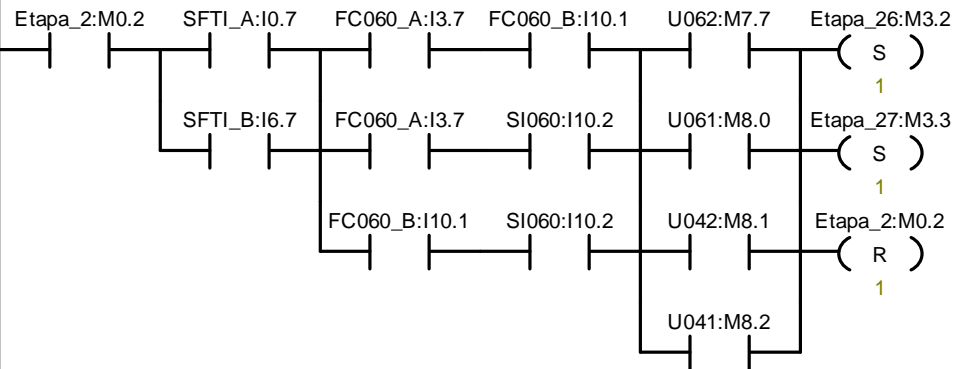 Etapa_2:M0.2 SFTI_A:I0.7 FC060_A:I3.7 FC060_B:I10.1 U062:M7.7 Etapa_26:M3.2
S
1
SFTI_B:I6.7 FC060_A:I3.7 SI060:I10.2 U061:M8.0 Etapa_27:M3.3
S
1
FC060_B:I10.1 SI060:I10.2 U042:M8.1 Etapa_2:M0.2
R
1
U041:M8.2